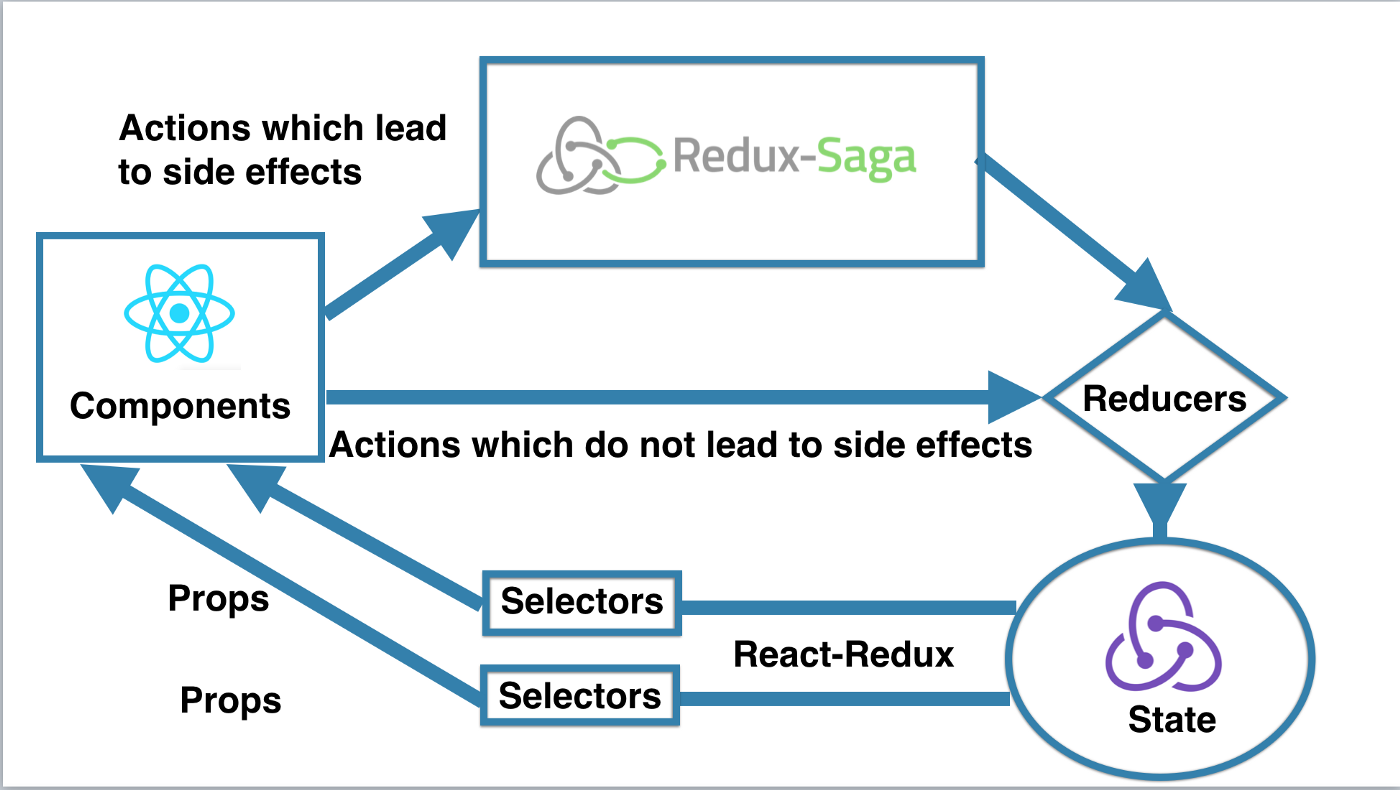 Actions which lead
to side effects
Redux-Saga
Components
Reducers
Actions which do not lead to side effects
Props
Selectors
React-Redux
Props
Selectors
State